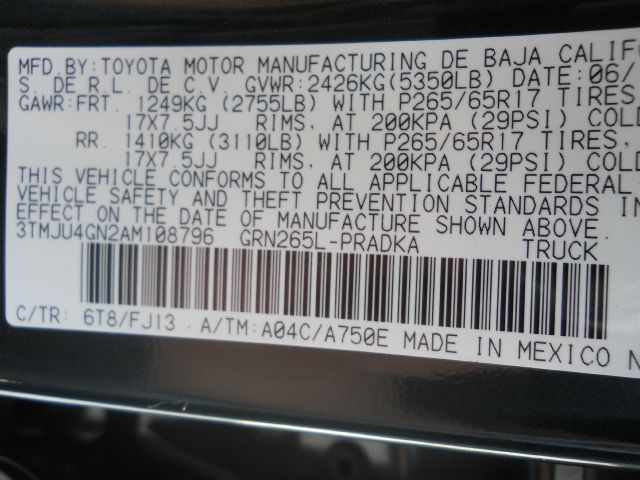 MFD.BY:TOYOTA MOTOR MANUFACTURING DE BAJA CALIF
S. DE R.L. DE C.V. GVWR:2426KG(5350LB) DATE:06/
GAWR:FRT. 1249KG (2755LB) WITH P265/65R17 TIRES,
17X7.5JJ RIMS, AT 200KPA (29PSI) COLD
RR. 1410KG (3110LB) WITH P265/65R17 TIRES,
17X7.5JJ RIMS, AT 200KPA (29PSI) COLD
THIS VEHICLE CONFORMS TO ALL APPLICABLE FEDERAL
VEHICLE SAFETY AND THEFT PREVENTION STANDARDS IN
EFFECT ON THE DATE OF MANUFACTURE SHOWN ABOVE.
3TMJU4GN2AM108796 GRN265L-PRADKA TRUCK
C/TR: 6T8/FJ13 A/TM:A04C/A750E MADE IN MEXICO N